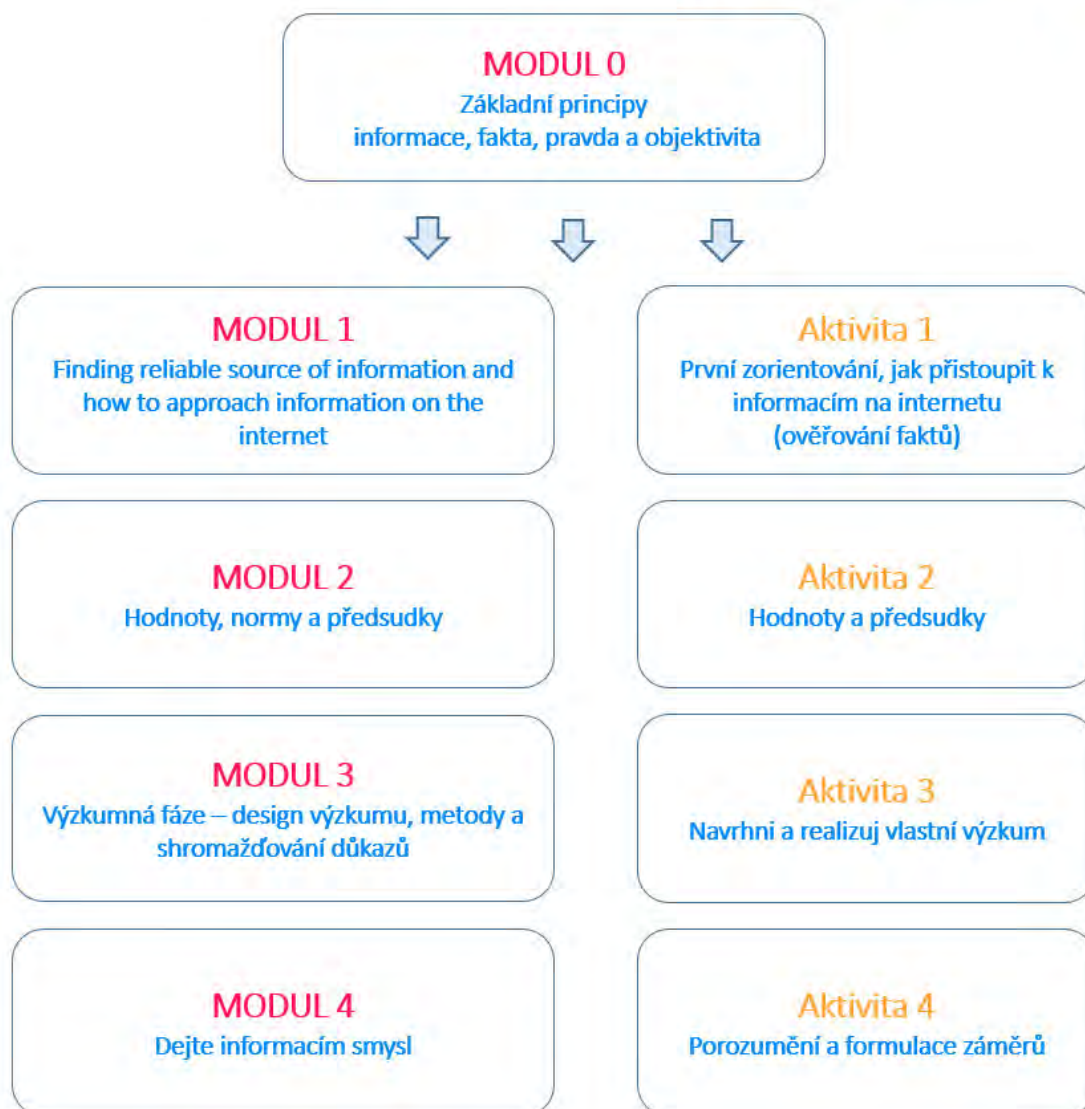 MODUL 0
Základní principy
informace, fakta, pravda a objektivita
MODUL 1
Finding reliable source of information and
how to approach information on the
internet
Aktivita 1
První zorientování, jak přistoupit k
informacím na internetu
(ověřování faktů)
MODUL 2
Hodnoty, normy a předsudky
Aktivita 2
Hodnoty a předsudky
MODUL 3
Výzkumná fáze – design výzkumu, metody a
shromažďování důkazů
Aktivita 3
Navrhni a realizuj vlastní výzkum
MODUL 4
Dejte informacím smysl
Aktivita 4
Porozumění a formulace záměrů